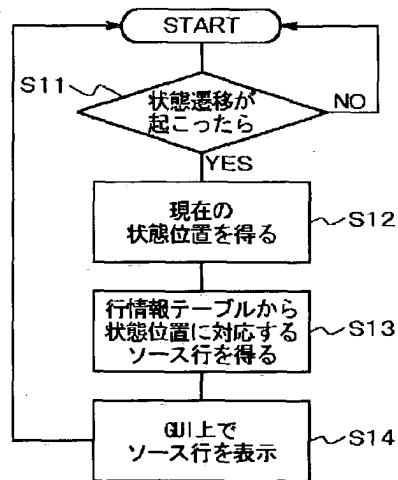 START
S11
状態遷移が
起こったら
NO
YES
現在の
状態位置を得る
S12
行情報テーブルから
状態位置に対応する
ソース行を得る
S13
GUI上で
ソース行を表示
S14